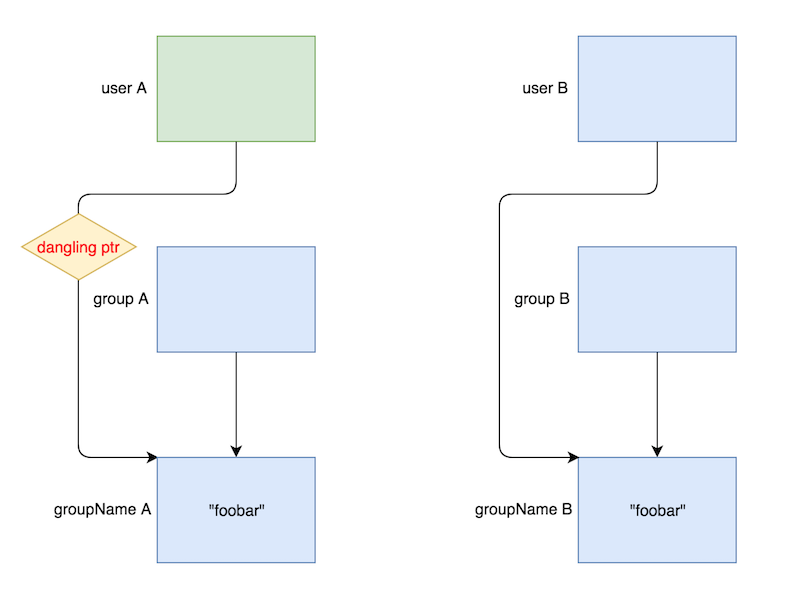 user A
user B
dangling ptr
group A
group B
groupName A
"foobar"
groupName B
"foobar"